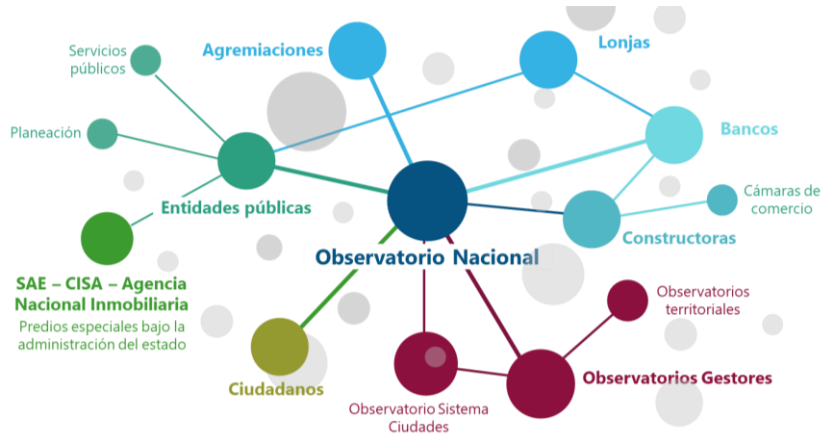 Servicios
públicos
Agremiaciones
Lonjas
Planeación
Bancos
Entidades públicas
Cámaras de
comercio
Constructoras
Observatorio Nacional
SAE – CISA – Agencia
Nacional Inmobiliaria
Predios especiales bajo la
administración del estado
Observatorios
territoriales
Ciudadanos
Observatorios Gestores
Observatorio Sistema
Ciudades